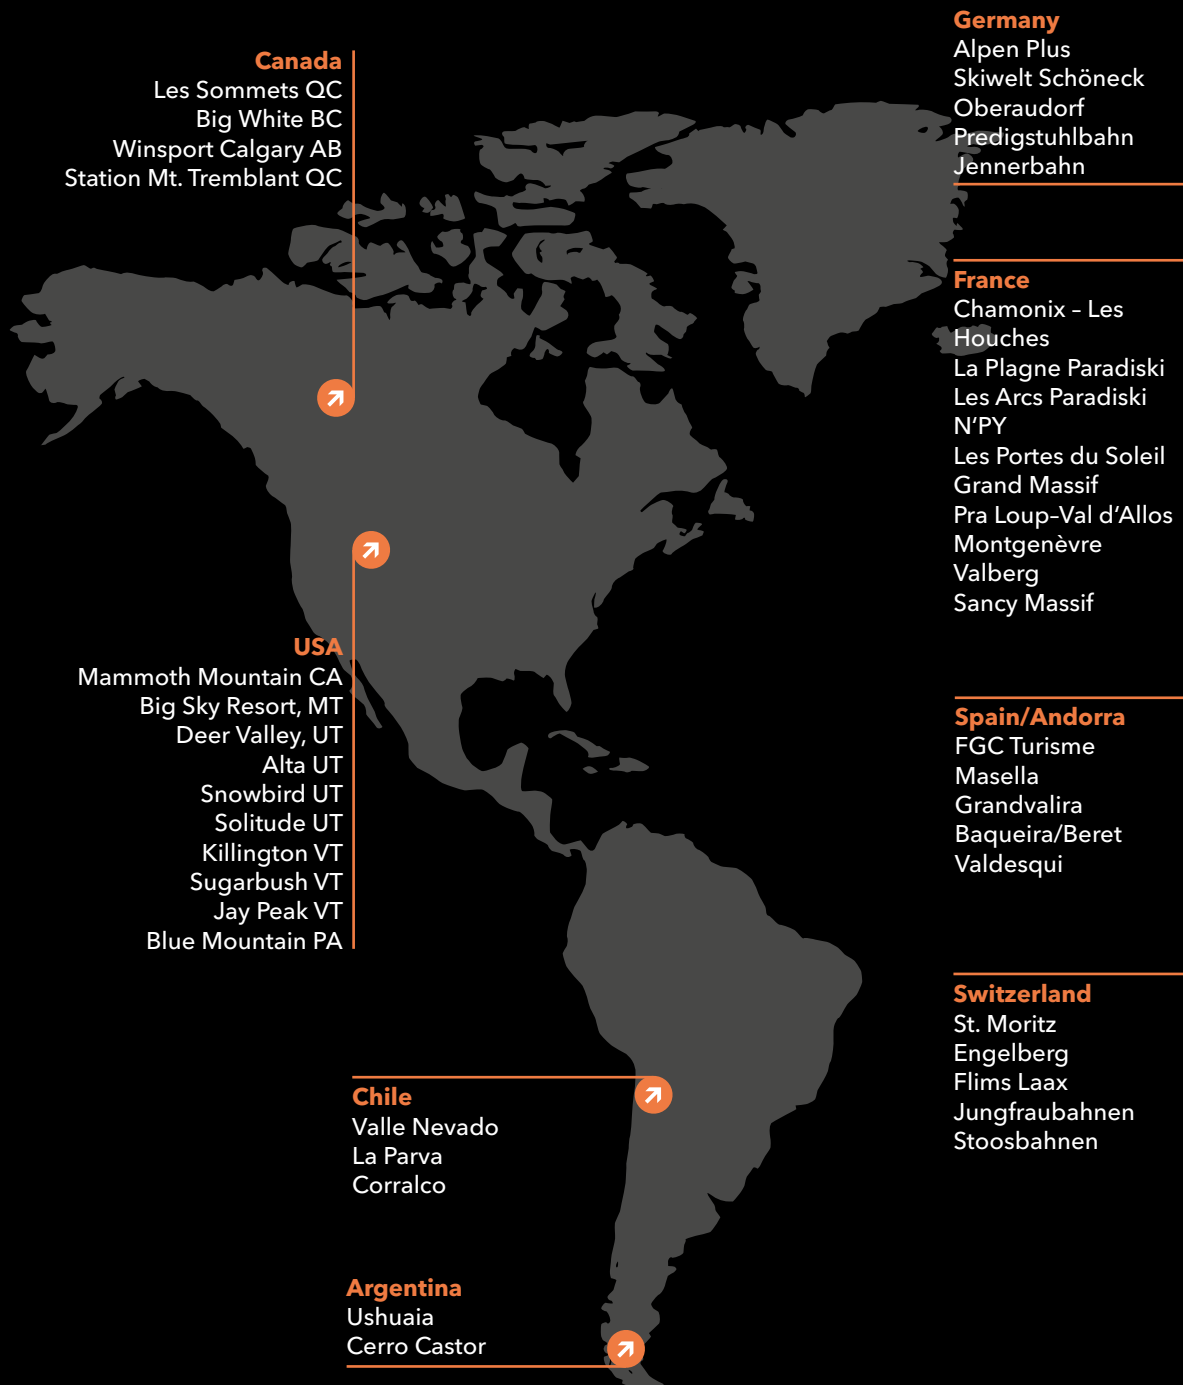 Canada
Les Sommets QC
Big White BC
Winsport Calgary AB
Station Mt. Tremblant QC
USA
Mammoth Mountain CA
Big Sky Resort, MT
Deer Valley, UT
Alta UT
Snowbird UT
Solitude UT
Killington VT
Sugarbush VT
Jay Peak VT
Blue Mountain PA
Chile
Valle Nevado
La Parva
Corralco
Argentina
Ushuaia
Cerro Castor
Germany
Alpen Plus
Skiwelt Schöneck
Oberaudorf
Predigstuhlbahn
Jennerbahn
France
Chamonix – Les
Houches
La Plagne Paradiski
Les Arcs Paradiski
N‘PY
Les Portes du Soleil
Grand Massif
Pra Loup–Val d‘Allos
Montgenèvre
Valberg
Sancy Massif
Spain/Andorra
FGC Turisme
Masella
Grandvalira
Baqueira/Beret
Valdesqui
Switzerland
St. Moritz
Engelberg
Flims Laax
Jungfraubahnen
Stoosbahnen